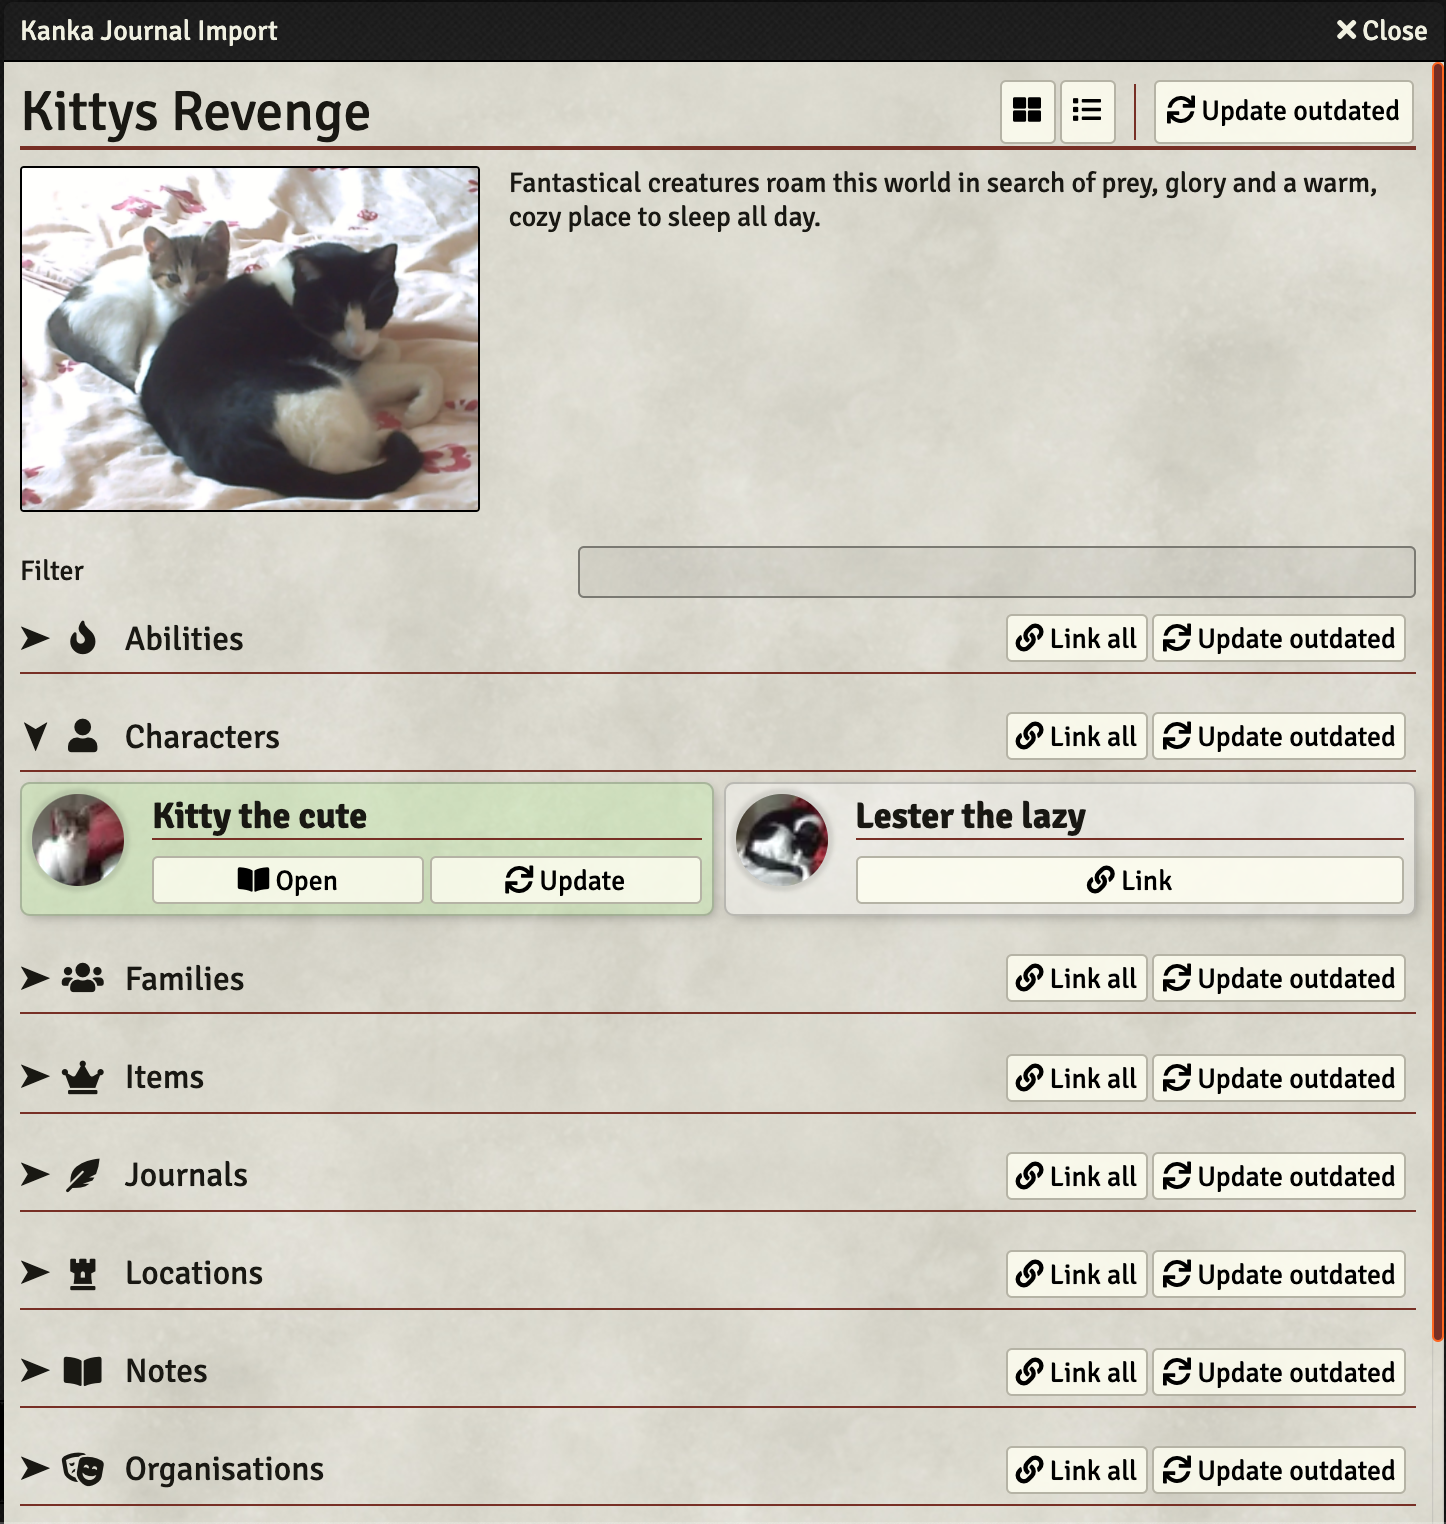 Kanka Journal Import
Close
Kittys Revenge
Update outdated
Fantastical creatures roam this world in search of prey, glory and a warm,
cozy place to sleep all day.
Filter
Abilities
Link all
Update outdated
Characters
Link all
Update outdated
Kitty the cute
Open
Update
Lester the lazy
Link
Families
Link all
Update outdated
Items
Link all
Update outdated
Journals
Link all
Update outdated
Locations
Link all
Update outdated
Notes
Link all
Update outdated
Organisations
Link all
Update outdated